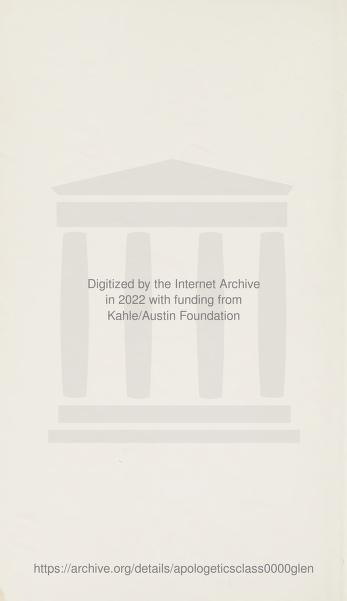 Digitized by the Internet Archive
in 2022 with funding from
Kahle/Austin Foundation
https://archive.org/details/apologeticsclass0000glen